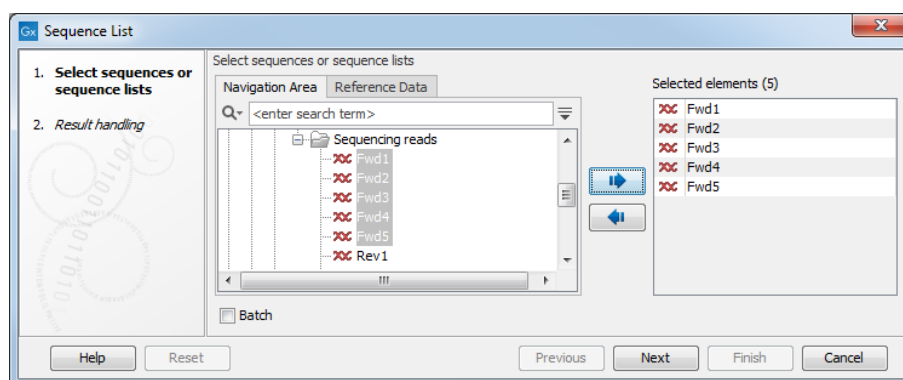 Gx Sequence List
X
1. Select sequences or
sequence lists
2. Result handling
Select sequences or sequence lists
Navigation Area Reference Data
<enter search term>
Sequencing reads
Fwd1
Fwd2
Fwd3
Fwd4
Fwd5
Rev1
Batch
Selected elements (5)
Fwd1
Fwd2
Fwd3
Fwd4
Fwd5
Help Reset Previous Next Finish Cancel